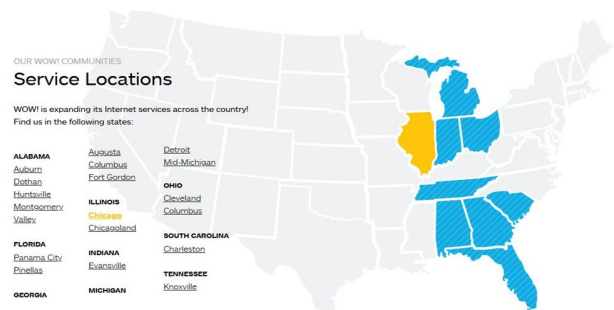 OUR WOW! COMMUNITIES
Service Locations
WOW! is expanding its Internet services across the country!
Find us in the following states:
ALABAMA
Auburn
Dothan
Huntsville
Montgomery
Valley
FLORIDA
Panama City
Pinellas
GEORGIA
Augusta
Columbus
Fort Gordon
ILLINOIS
Chicago
Chicagoland
INDIANA
Evansville
MICHIGAN
Detroit
Mid-Michigan
OHIO
Cleveland
Columbus
SOUTH CAROLINA
Charleston
TENNESSEE
Knoxville